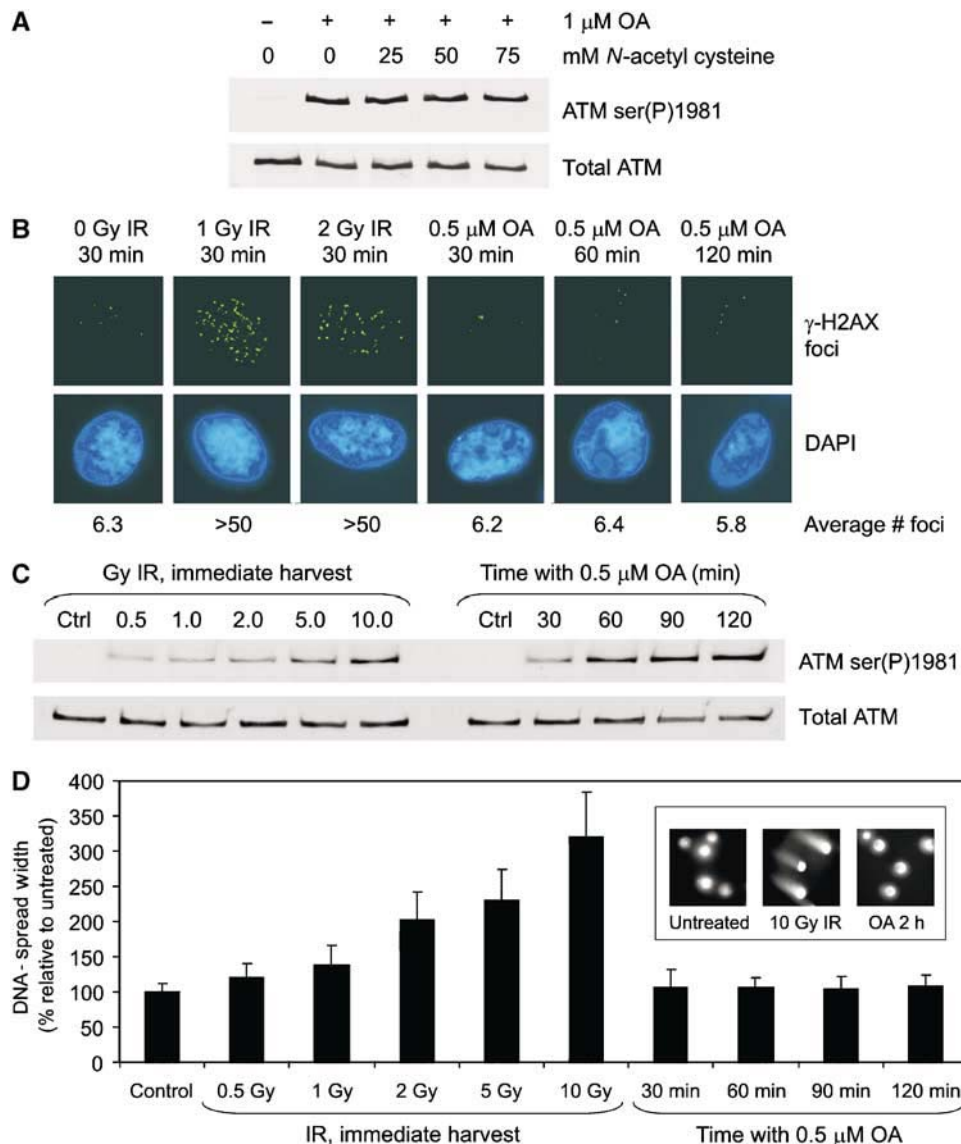 A
– + + + + 1 μM OA
0 0 25 50 75 mM N-acetyl cysteine
ATM ser(P)1981
Total ATM
B
0 Gy IR 1 Gy IR 2 Gy IR 0.5 μM OA 0.5 μM OA 0.5 μM OA
30 min 30 min 30 min 30 min 60 min 120 min
γ-H2AX
foci
DAPI
6.3 >50 >50 6.2 6.4 5.8 Average # foci
C
Gy IR, immediate harvest Time with 0.5 μM OA (min)
Ctrl 0.5 1.0 2.0 5.0 10.0 Ctrl 30 60 90 120
ATM ser(P)1981
Total ATM
D
DNA- spread width
(% relative to untreated)
400
350
300
250
200
150
100
50
0
Untreated 10 Gy IR OA 2 h
Control 0.5 Gy 1 Gy 2 Gy 5 Gy 10 Gy 30 min 60 min 90 min 120 min
IR, immediate harvest Time with 0.5 μM OA